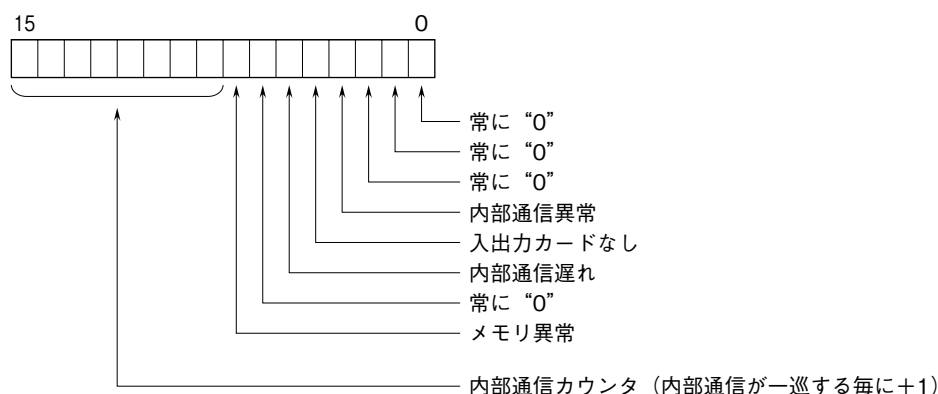 15 0
常に “0”
常に “0”
常に “0”
内部通信異常
入出力カードなし
内部通信遅れ
常に “0”
メモリ異常
内部通信カウンタ（内部通信が一巡する毎に＋1）